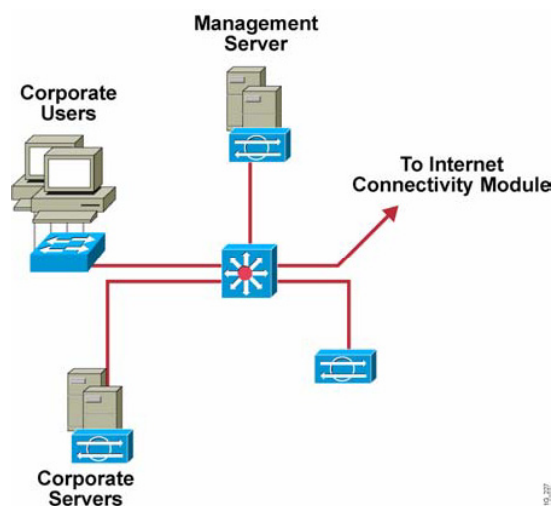 Management
Server
Corporate
Users
To Internet
Connectivity Module
Corporate
Servers